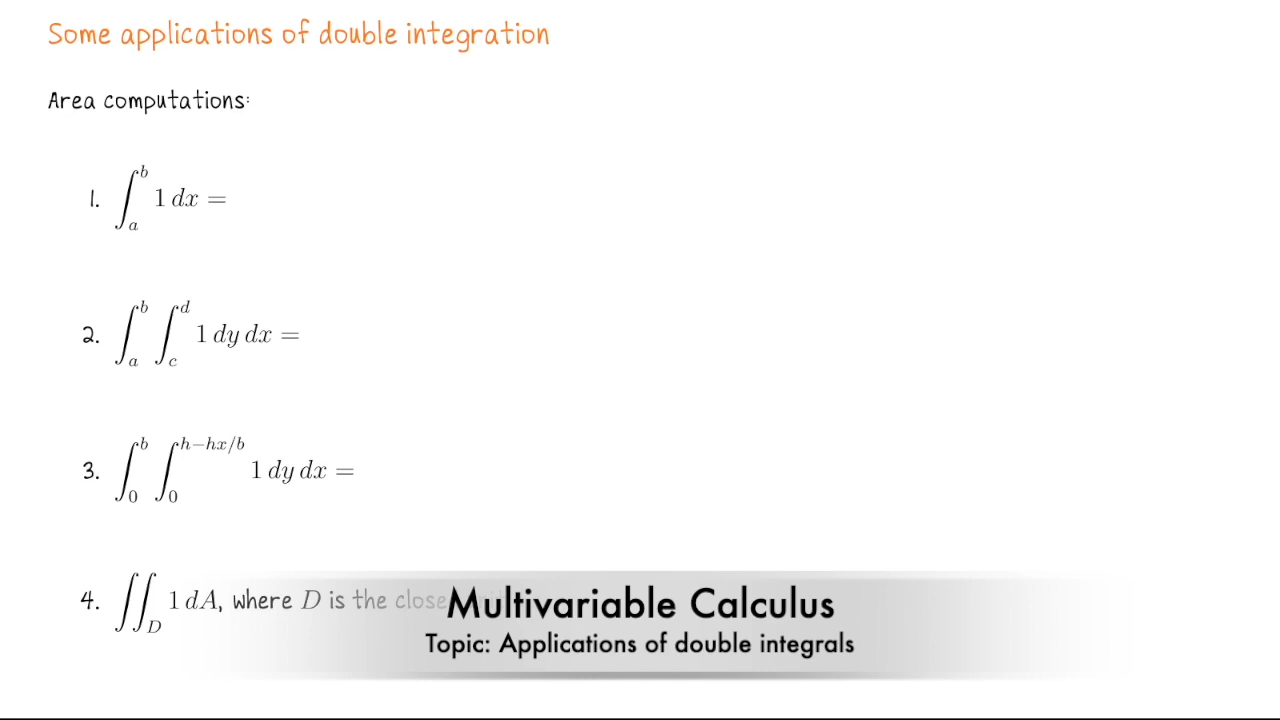 Some applications of double integration
Area computations:
1. ∫_a^b 1 dx =
2. ∫_a^b ∫_c^d 1 dy dx =
3. ∫_0^b ∫_0^{h−hx/b} 1 dy dx =
4. ∬_D 1 dA, where D is the close
Multivariable Calculus
Topic: Applications of double integrals